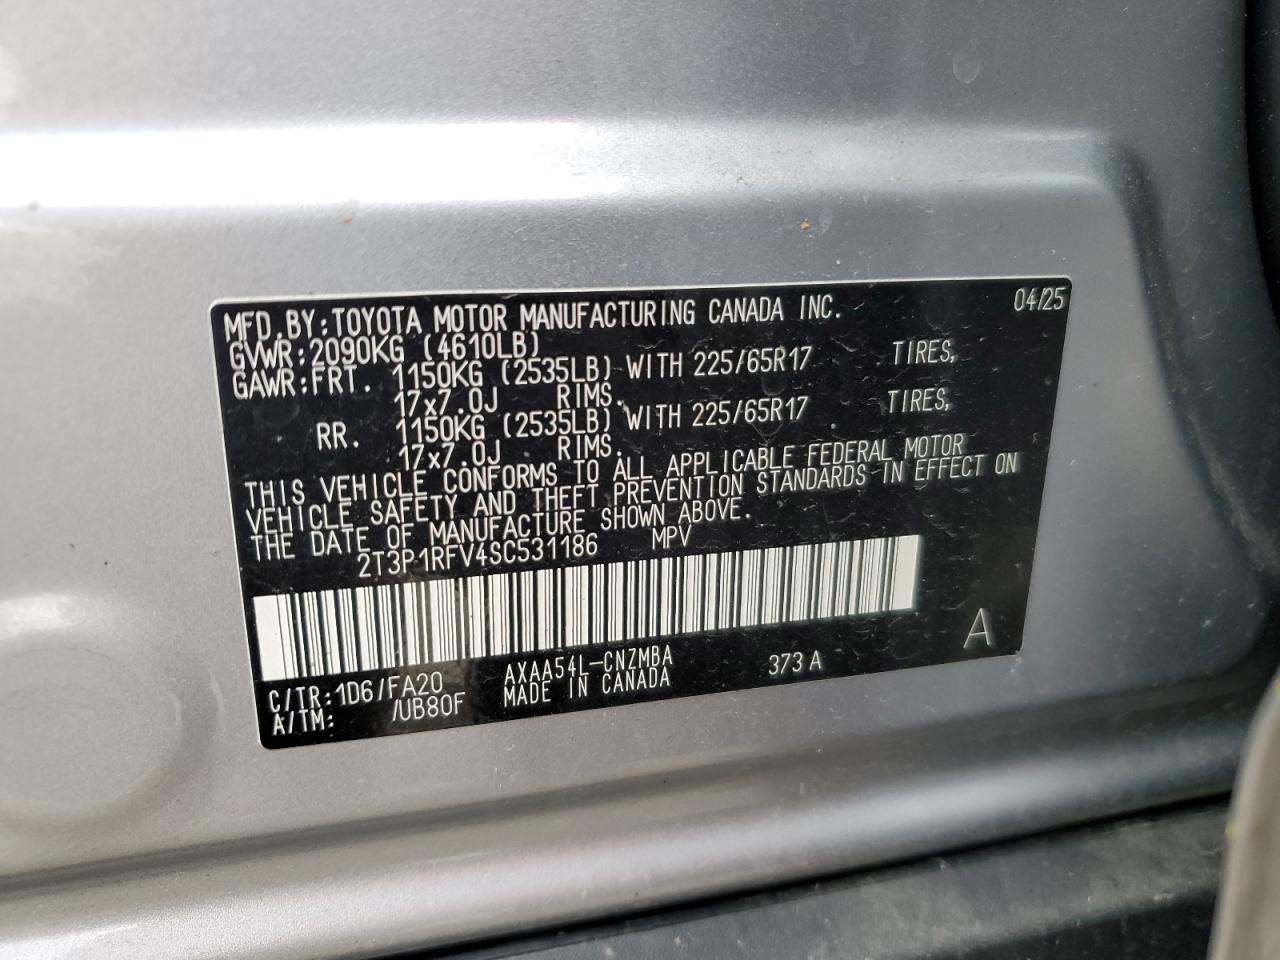 MFD.BY:TOYOTA MOTOR MANUFACTURING CANADA INC. 04/25
GVWR:2090KG (4610LB)
GAWR:FRT. 1150KG (2535LB) WITH 225/65R17 TIRES,
17x7.0J RIMS.
RR. 1150KG (2535LB) WITH 225/65R17 TIRES,
17x7.0J RIMS.
THIS VEHICLE CONFORMS TO ALL APPLICABLE FEDERAL MOTOR
VEHICLE SAFETY AND THEFT PREVENTION STANDARDS IN EFFECT ON
THE DATE OF MANUFACTURE SHOWN ABOVE.
2T3P1RFV4SC531186 MPV
A
C/TR:1D6/FA20 AXAA54L-CNZMBA 373A
A/TM: /UB80F MADE IN CANADA